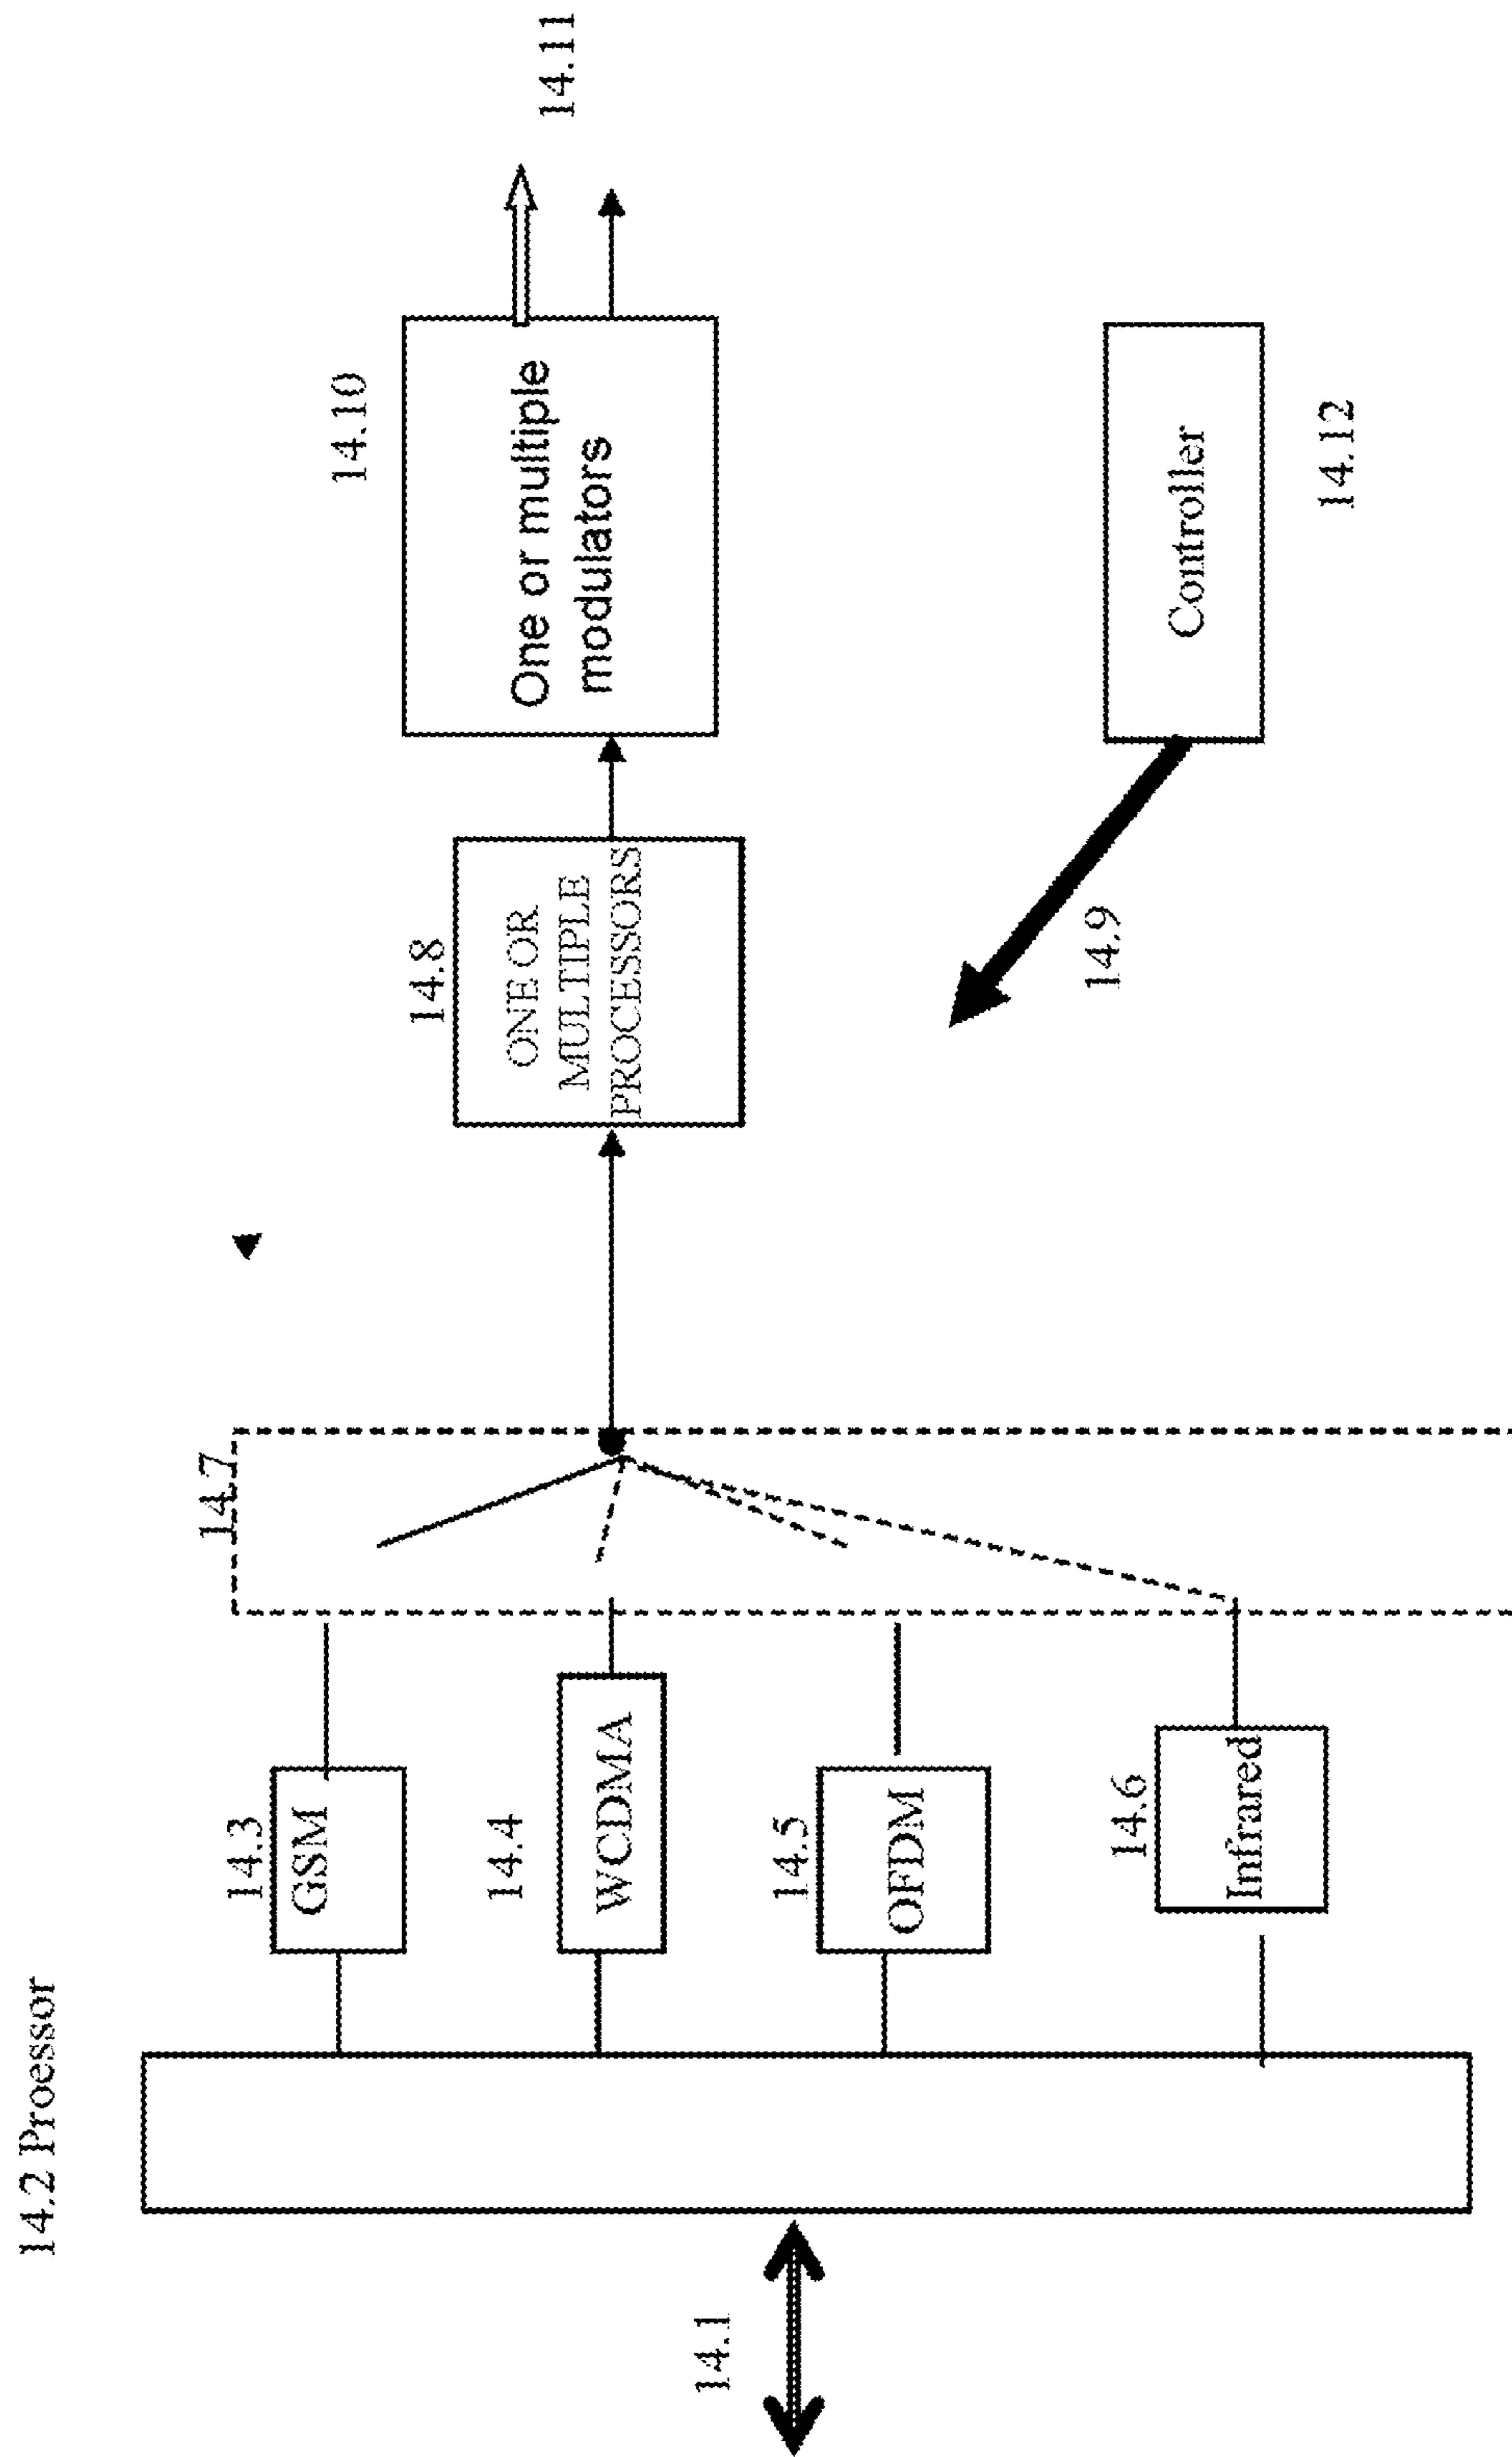 14.2 Proessor
14.1
14.3
GSM
14.4
WCDMA
14.5
OFDM
14.6
Infrared
14.7
14.8
ONE OR
MULTIPLE
PROCESSORS
14.9
14.10
One or multiple
modulators
14.11
Controller
14.12